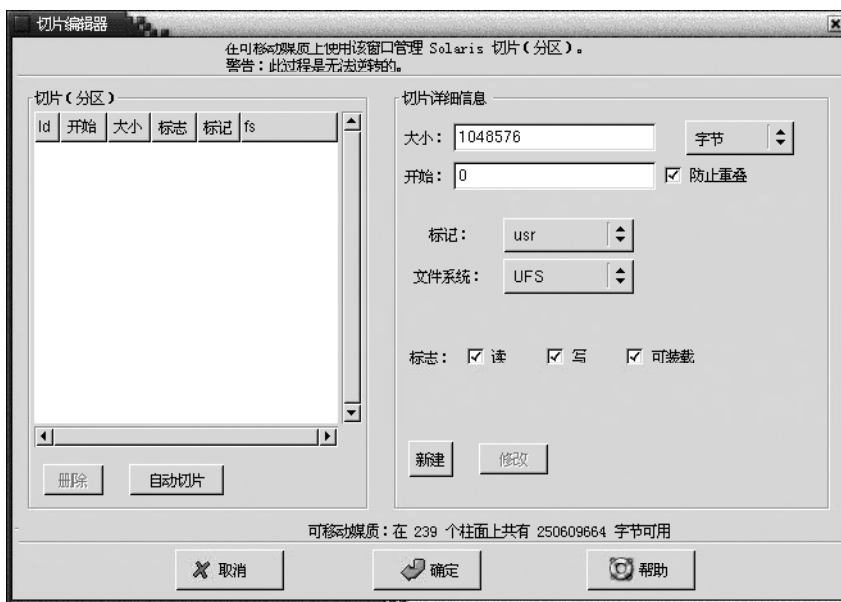 切片编辑器
在可移动媒质上使用该窗口管理 Solaris 切片(分区)。
警告:此过程是无法逆转的。
切片(分区)
Id 开始 大小 标志 标记 fs
删除 自动切片
切片详细信息
大小: 1048576 字节
开始: 0 防止重叠
标记: usr
文件系统: UFS
标志: 读 写 可装载
新建 修改
可移动媒质:在 239 个柱面上共有 250609664 字节可用
取消 确定 帮助